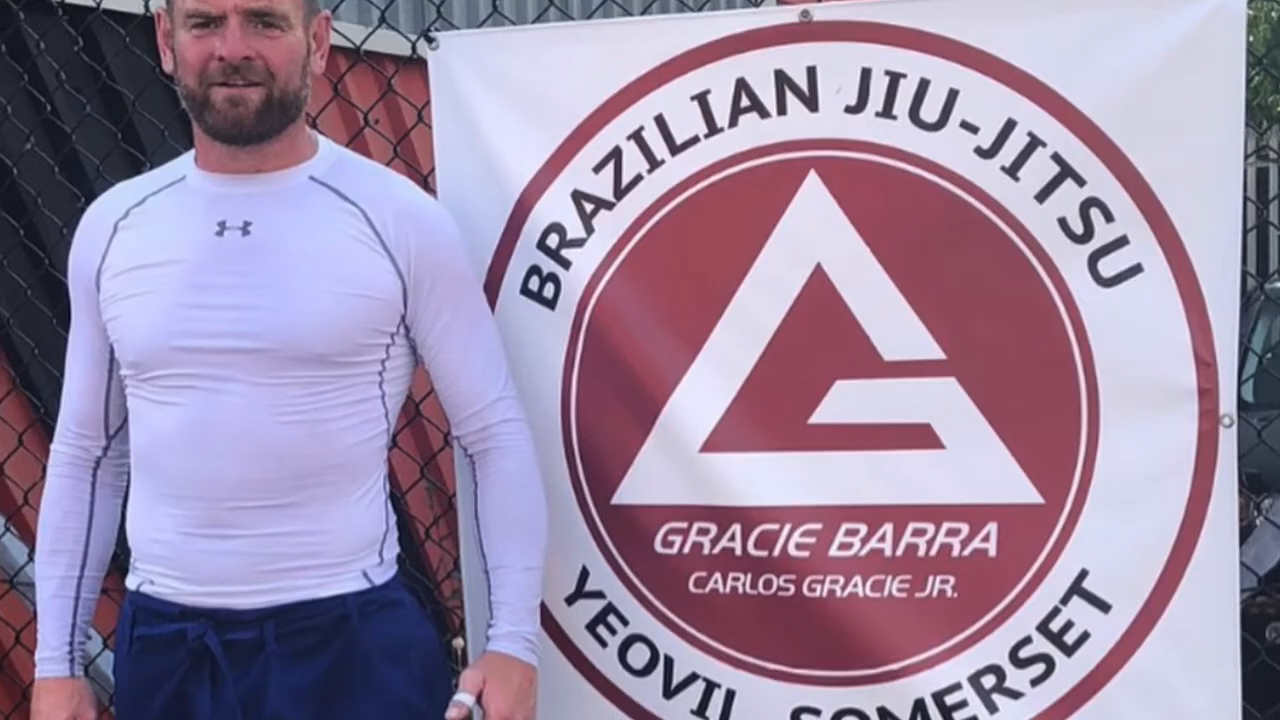 BRAZILIAN JIU-JITSU
GRACIE BARRA
CARLOS GRACIE JR.
YEOVIL SOMERSET